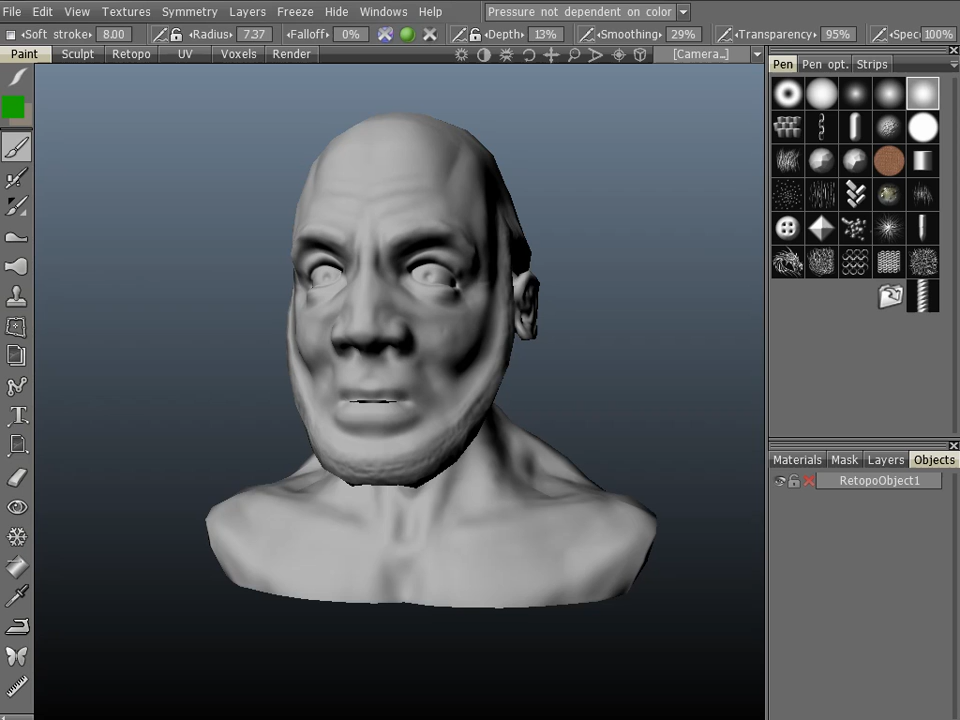 File Edit View Textures Symmetry Layers Freeze Hide Windows Help Pressure not dependent on color
Soft stroke: 8.00 Radius: 7.37 Falloff: 0% Depth: 13% Smoothing: 29% Transparency: 95% Spec 100%
Paint Sculpt Retopo UV Voxels Render [Camera..]
Pen Pen opt. Strips
Materials Mask Layers Objects
RetopoObject1